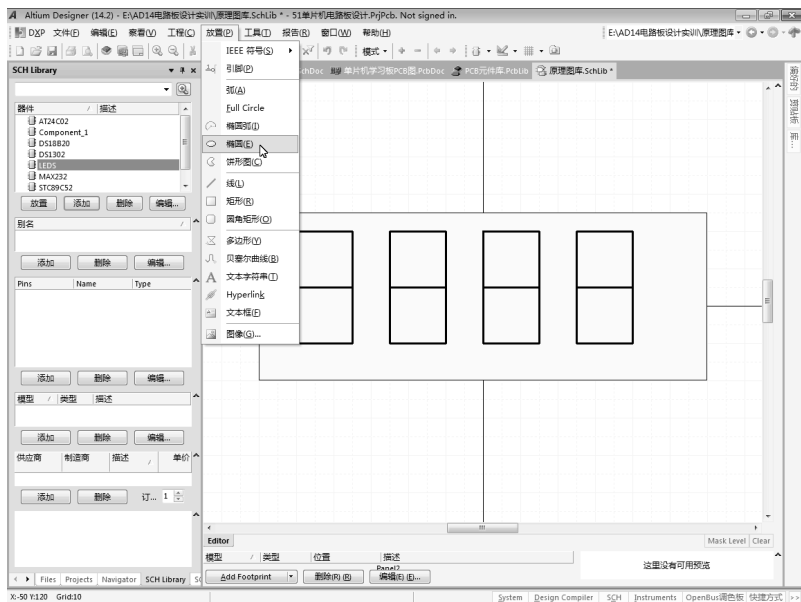 Altium Designer (14.2) - E:\AD14电路板设计实训\原理图库.SchLib * - 51单片机电路板设计.PrjPcb. Not signed in.
DXP 文件(F) 编辑(E) 察看(V) 工程(C) 放置(P) 工具(T) 报告(R) 窗口(W) 帮助(H) E:\AD14电路板设计实训\原理图库
模式
SCH Library
SchDoc 单片机学习板PCB图.PcbDoc PCB元件库.PcbLib 原理图库.SchLib *
IEEE 符号(S)
引脚(P)
弧(A)
Full Circle
椭圆弧(I)
椭圆(E)
饼形图(C)
线(L)
矩形(R)
圆角矩形(O)
多边形(Y)
贝塞尔曲线(B)
文本字符串(T)
Hyperlink
文本框(F)
图像(G)...
器件 / 描述
AT24C02
Component_1
DS18B20
DS1302
LEDS
MAX232
STC89C52
放置 添加 删除 编辑...
别名 /
添加 删除 编辑...
Pins Name Type
添加 删除 编辑...
模型 / 类型 描述
添加 删除 编辑...
供应商 制造商 描述 / 单价
添加 删除 订... 1
Editor Mask Level Clear
模型 / 类型 位置 描述
Panel2
这里没有可用预览
Add Footprint 删除(R) (R) 编辑(E) (E)...
Files Projects Navigator SCH Library SC
X:-50 Y:120 Grid:10 System Design Compiler SCH Instruments OpenBus调色板 快捷方式 >>